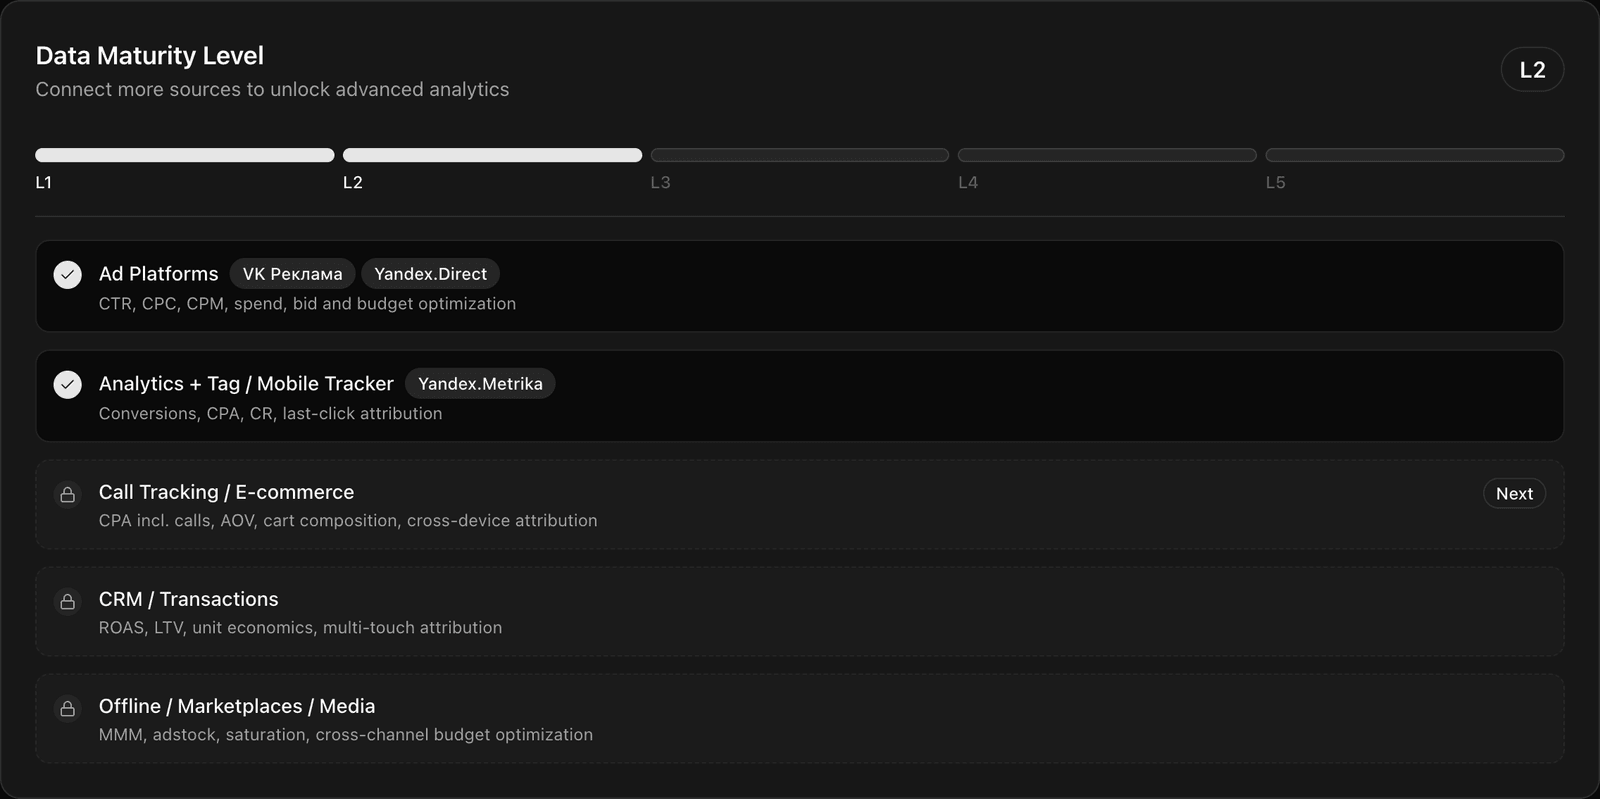 Data Maturity Level
Connect more sources to unlock advanced analytics
L2
L1 L2 L3 L4 L5
Ad Platforms VK Реклама Yandex.Direct
CTR, CPC, CPM, spend, bid and budget optimization
Analytics + Tag / Mobile Tracker Yandex.Metrika
Conversions, CPA, CR, last-click attribution
Call Tracking / E-commerce Next
CPA incl. calls, AOV, cart composition, cross-device attribution
CRM / Transactions
ROAS, LTV, unit economics, multi-touch attribution
Offline / Marketplaces / Media
MMM, adstock, saturation, cross-channel budget optimization